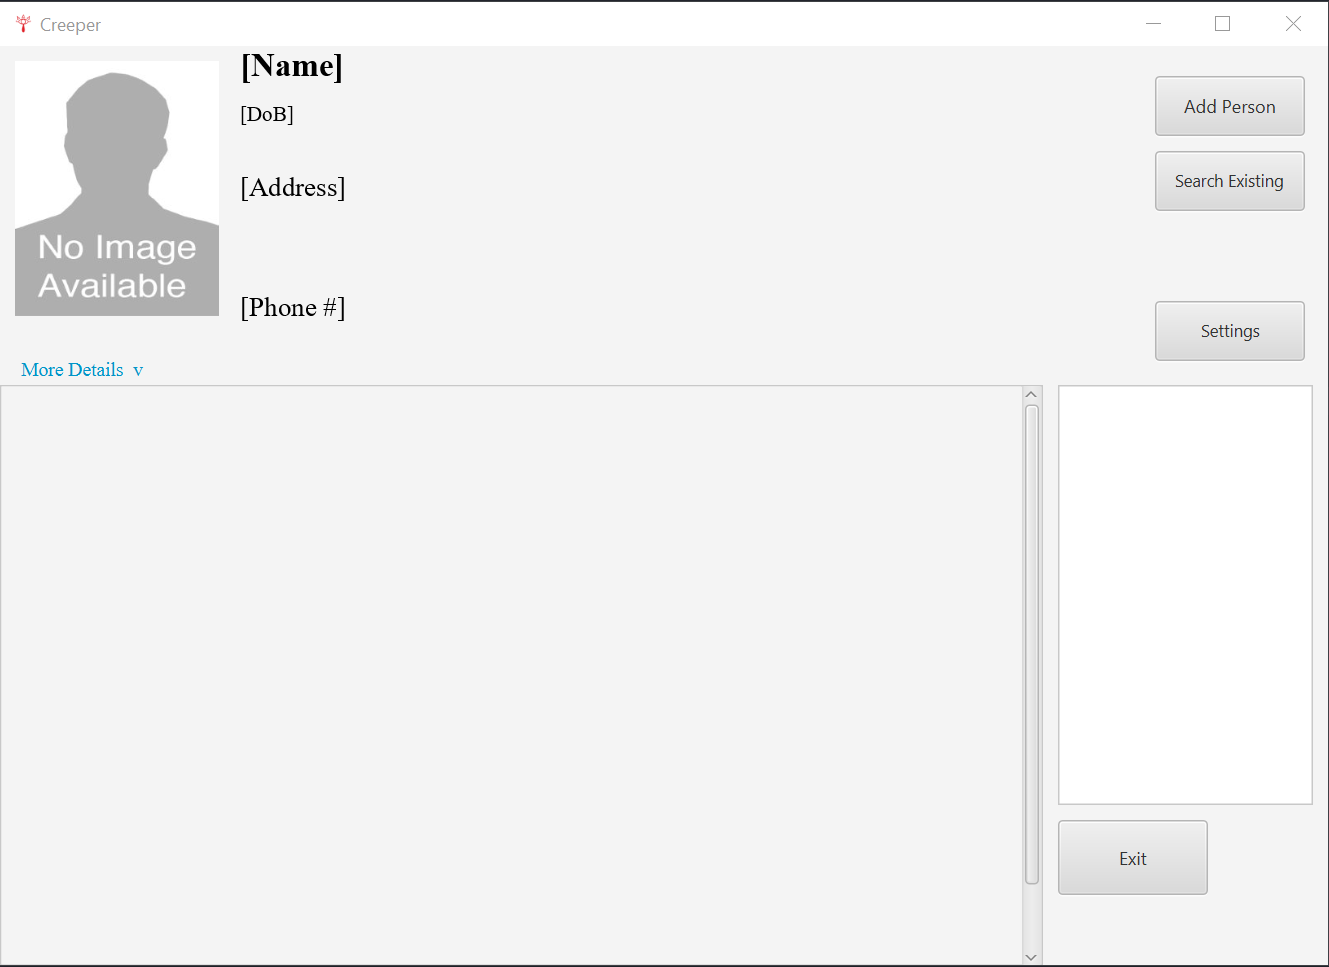 Creeper
[Name]
[DoB]
[Address]
[Phone #]
No Image
Available
More Details v
Add Person
Search Existing
Settings
Exit